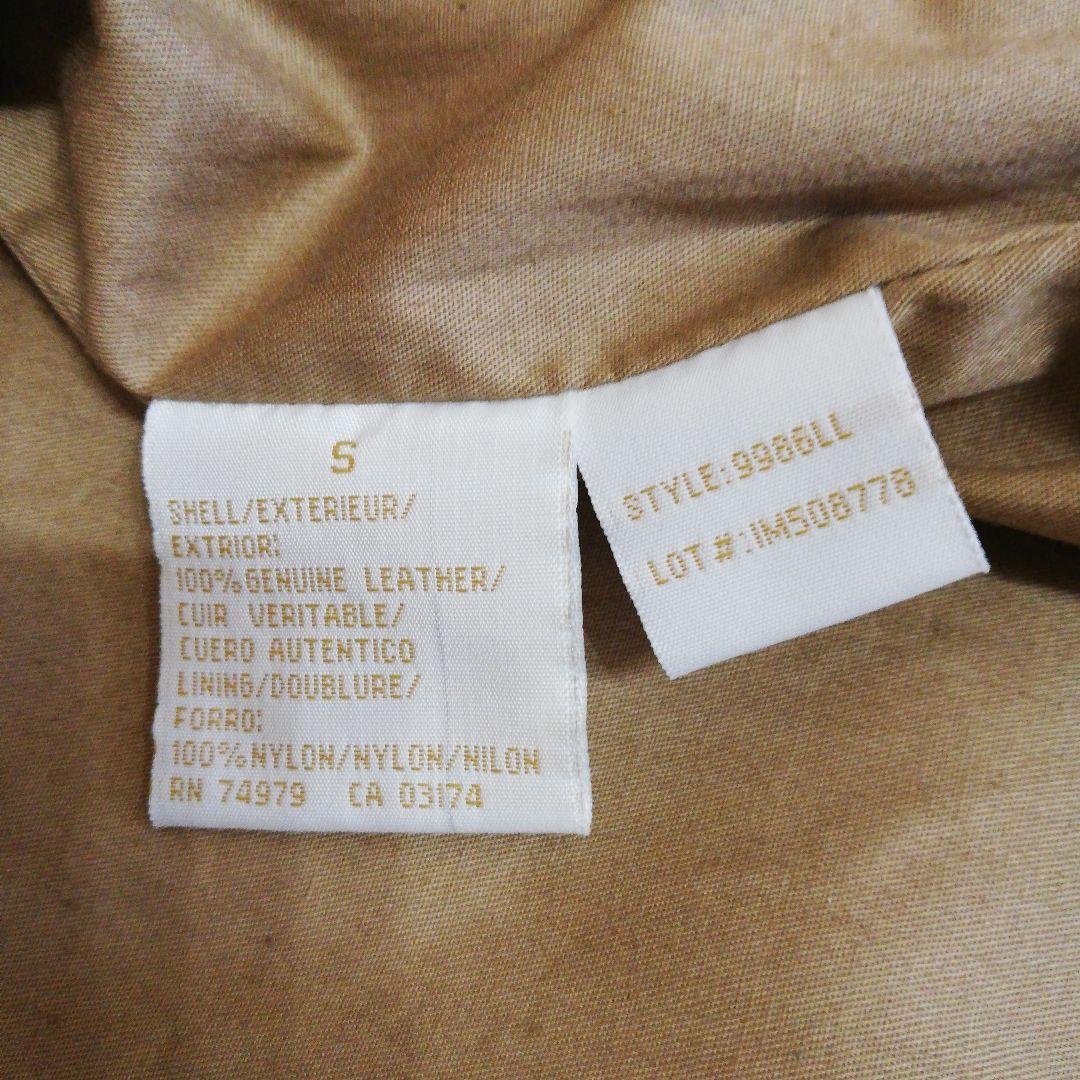 S
SHELL/EXTERIEUR/
EXTRIOR:
100%GENUINE LEATHER/
CUIR VERITABLE/
CUERO AUTENTICO
LINING/DOUBLURE/
FORRO:
100%NYLON/NYLON/NILON
RN 74979 CA 03174
STYLE:9986LL
LOT#:IM508778